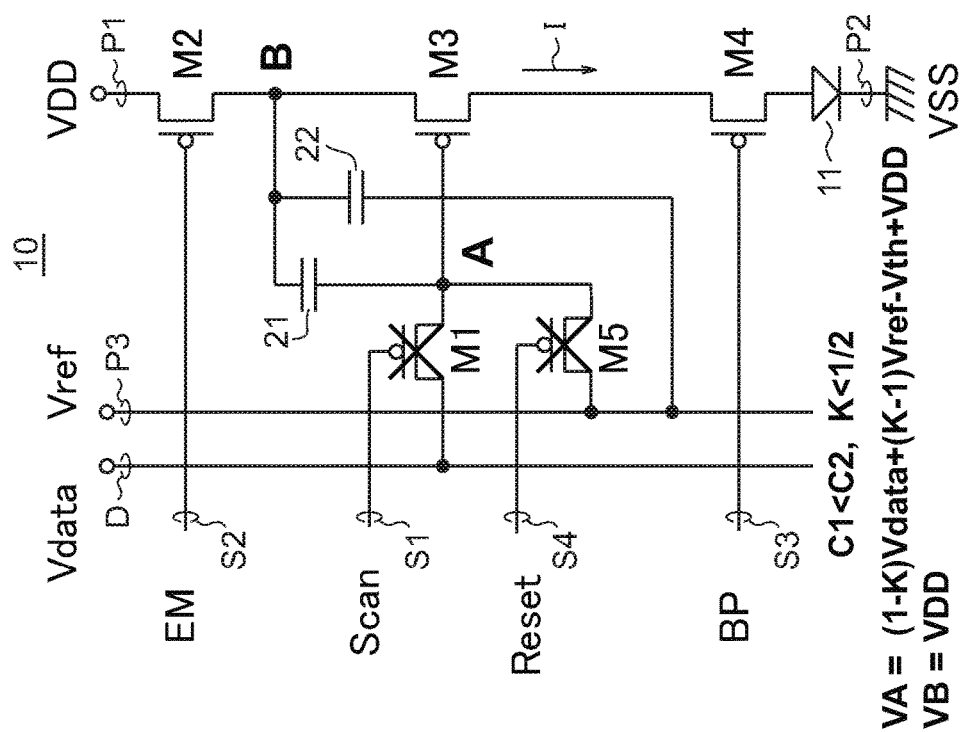 10
Vdata
Vref
VDD
D
P3
P1
EM
S2
M2
B
22
21
Scan
S1
M1
A
M3
I
Reset
S4
M5
BP
S3
M4
11
P2
VSS
C1<C2, K<1/2
VA = (1-K)Vdata+(K-1)Vref-Vth+VDD
VB = VDD